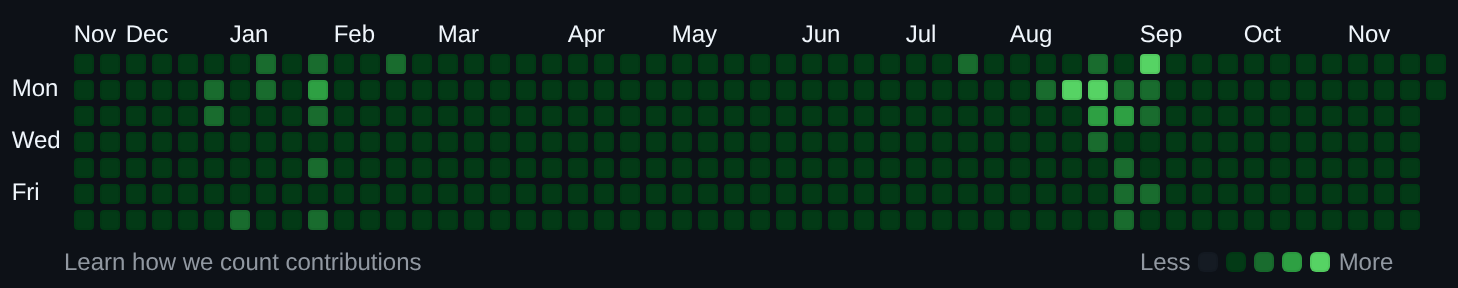 Nov Dec Jan Feb Mar Apr May Jun Jul Aug Sep Oct Nov
Mon
Wed
Fri
Learn how we count contributions
Less More